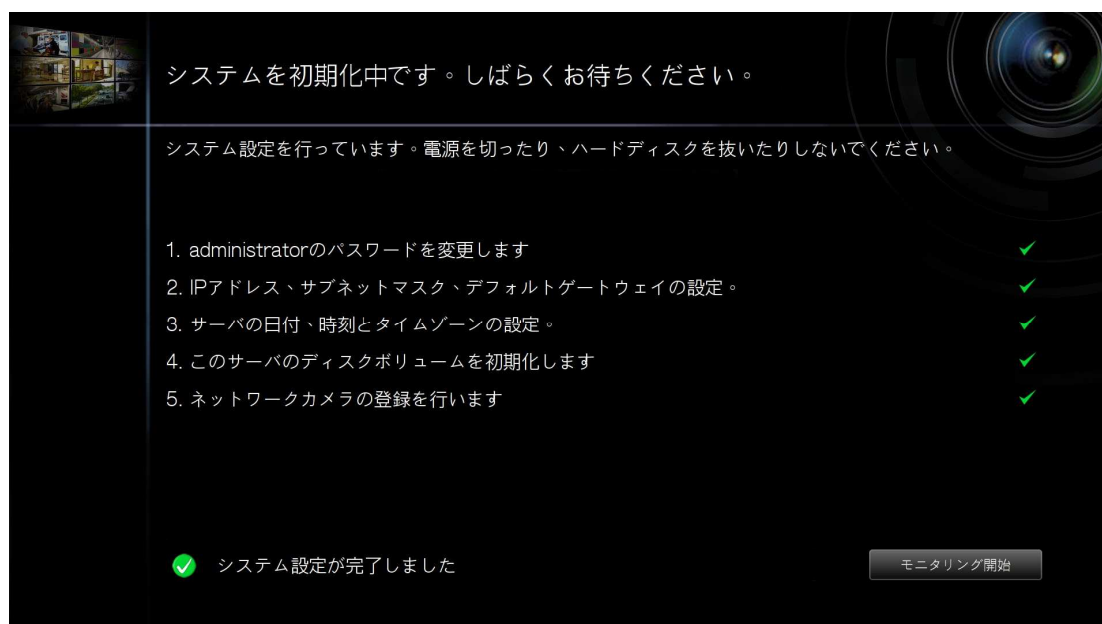 システムを初期化中です。しばらくお待ちください。
システム設定を行っています。電源を切ったり、ハードディスクを抜いたりしないでください。
1. administratorのパスワードを変更します
2. IPアドレス、サブネットマスク、デフォルトゲートウェイの設定。
3. サーバの日付、時刻とタイムゾーンの設定。
4. このサーバのディスクボリュームを初期化します
5. ネットワークカメラの登録を行います
システム設定が完了しました
モニタリング開始